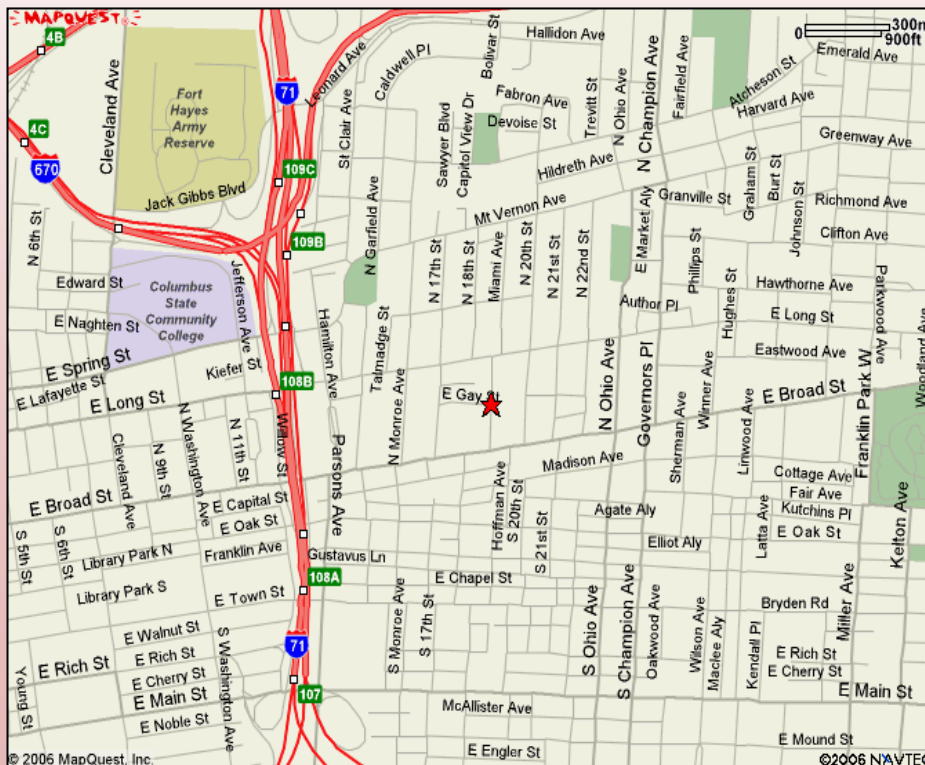 MAPQUEST
4B
Cleveland Ave
Fort
Hayes
Army
Reserve
71
Leonard Ave
Caldwell Pl
Bolivar St
Hallidon Ave
N Champion Ave
Fairfield Ave
300m
0
900ft
Emerald Ave
Atcheson St
Harvard Ave
4C
670
St Clair Ave
Sawyer Blvd
Capitol View Dr
Fabron Ave
Devoise St
Trevitt St
N Ohio Ave
Greenway Ave
109C
Jack Gibbs Blvd
Hildreth Ave
Mt Vernon Ave
Granville St
Graham St
Burt St
Johnson St
Richmond Ave
Clifton Ave
N 6th St
109B
N Garfield Ave
N 17th St
N 18th St
Miami Ave
N 20th St
N 21st St
N 22nd St
E Market Aly
Phillips St
Edward St
Columbus
State
Community
College
Jefferson Ave
E Naghten St
Hamilton Ave
Talmadge St
Author Pl
Hughes St
Hawthorne Ave
E Long St
Parkwood Ave
E Spring St
E Lafayette St
Kiefer St
108B
E Long St
N Monroe Ave
E Gay St
N Ohio Ave
Governors Pl
Winner Ave
Eastwood Ave
E Broad St
Franklin Park W
Woodland Ave
Cleveland Ave
N 9th St
N Washington Ave
N 11th St
Willow St
Parsons Ave
Madison Ave
Sherman Ave
Linwood Ave
Cottage Ave
Fair Ave
Kutchins Pl
E Broad St
E Capital St
E Oak St
Hoffman Ave
S 20th St
S 21st St
Agate Aly
Latta Ave
E Oak St
Kelton Ave
S 5th St
S 6th St
Library Park N
Franklin Ave
Gustavus Ln
Elliot Aly
108A
E Chapel St
Library Park S
E Town St
S Monroe Ave
S 17th St
S Ohio Ave
S Champion Ave
Oakwood Ave
Wilson Ave
Maclee Aly
Kendall Pl
Bryden Rd
Miller Ave
E Walnut St
S Washington Ave
71
E Rich St
E Rich St
E Rich St
E Cherry St
E Cherry St
E Main St
E Main St
Young St
107
McAllister Ave
E Noble St
E Engler St
E Mound St
© 2006 MapQuest, Inc.
©2006 NAVTEQ